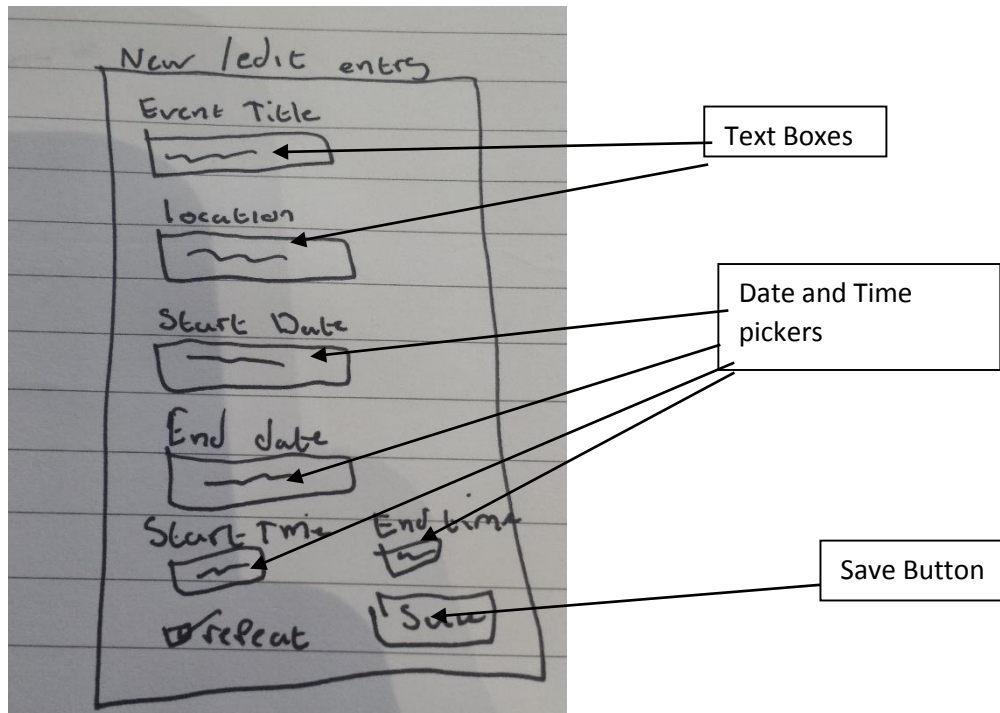 New / edit entry
Event Title
Text Boxes
location
Date and Time
pickers
Start Date
End date
Start Time End time
Save Button
repeat Save